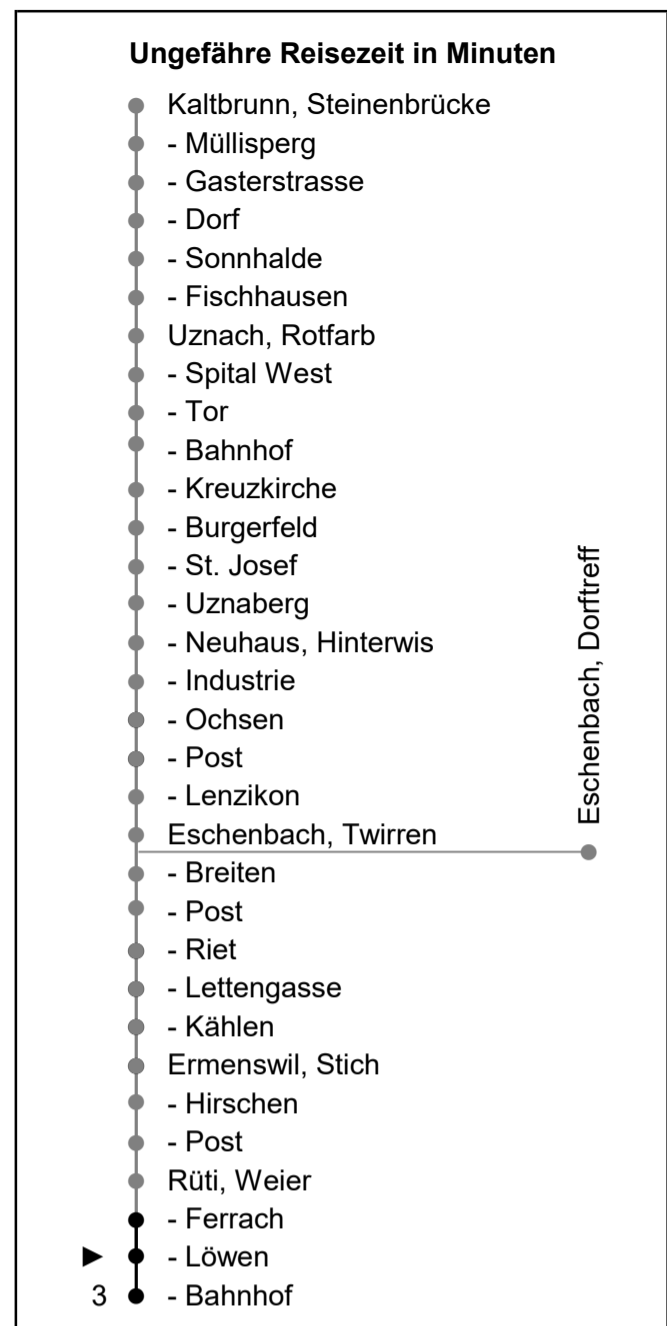 Ungefähre Reisezeit in Minuten
Kaltbrunn, Steinenbrücke
- Müllisperg
- Gasterstrasse
- Dorf
- Sonnhalde
- Fischhausen
Uznach, Rotfarb
- Spital West
- Tor
- Bahnhof
- Kreuzkirche
- Burgerfeld
- St. Josef
- Uznaberg
- Neuhaus, Hinterwis
- Industrie
- Ochsen
- Post
- Lenzikon
Eschenbach, Twirren
Eschenbach, Dorftreff
- Breiten
- Post
- Riet
- Lettengasse
- Kählen
Ermenswil, Stich
- Hirschen
- Post
Rüti, Weier
- Ferrach
► - Löwen
3 - Bahnhof